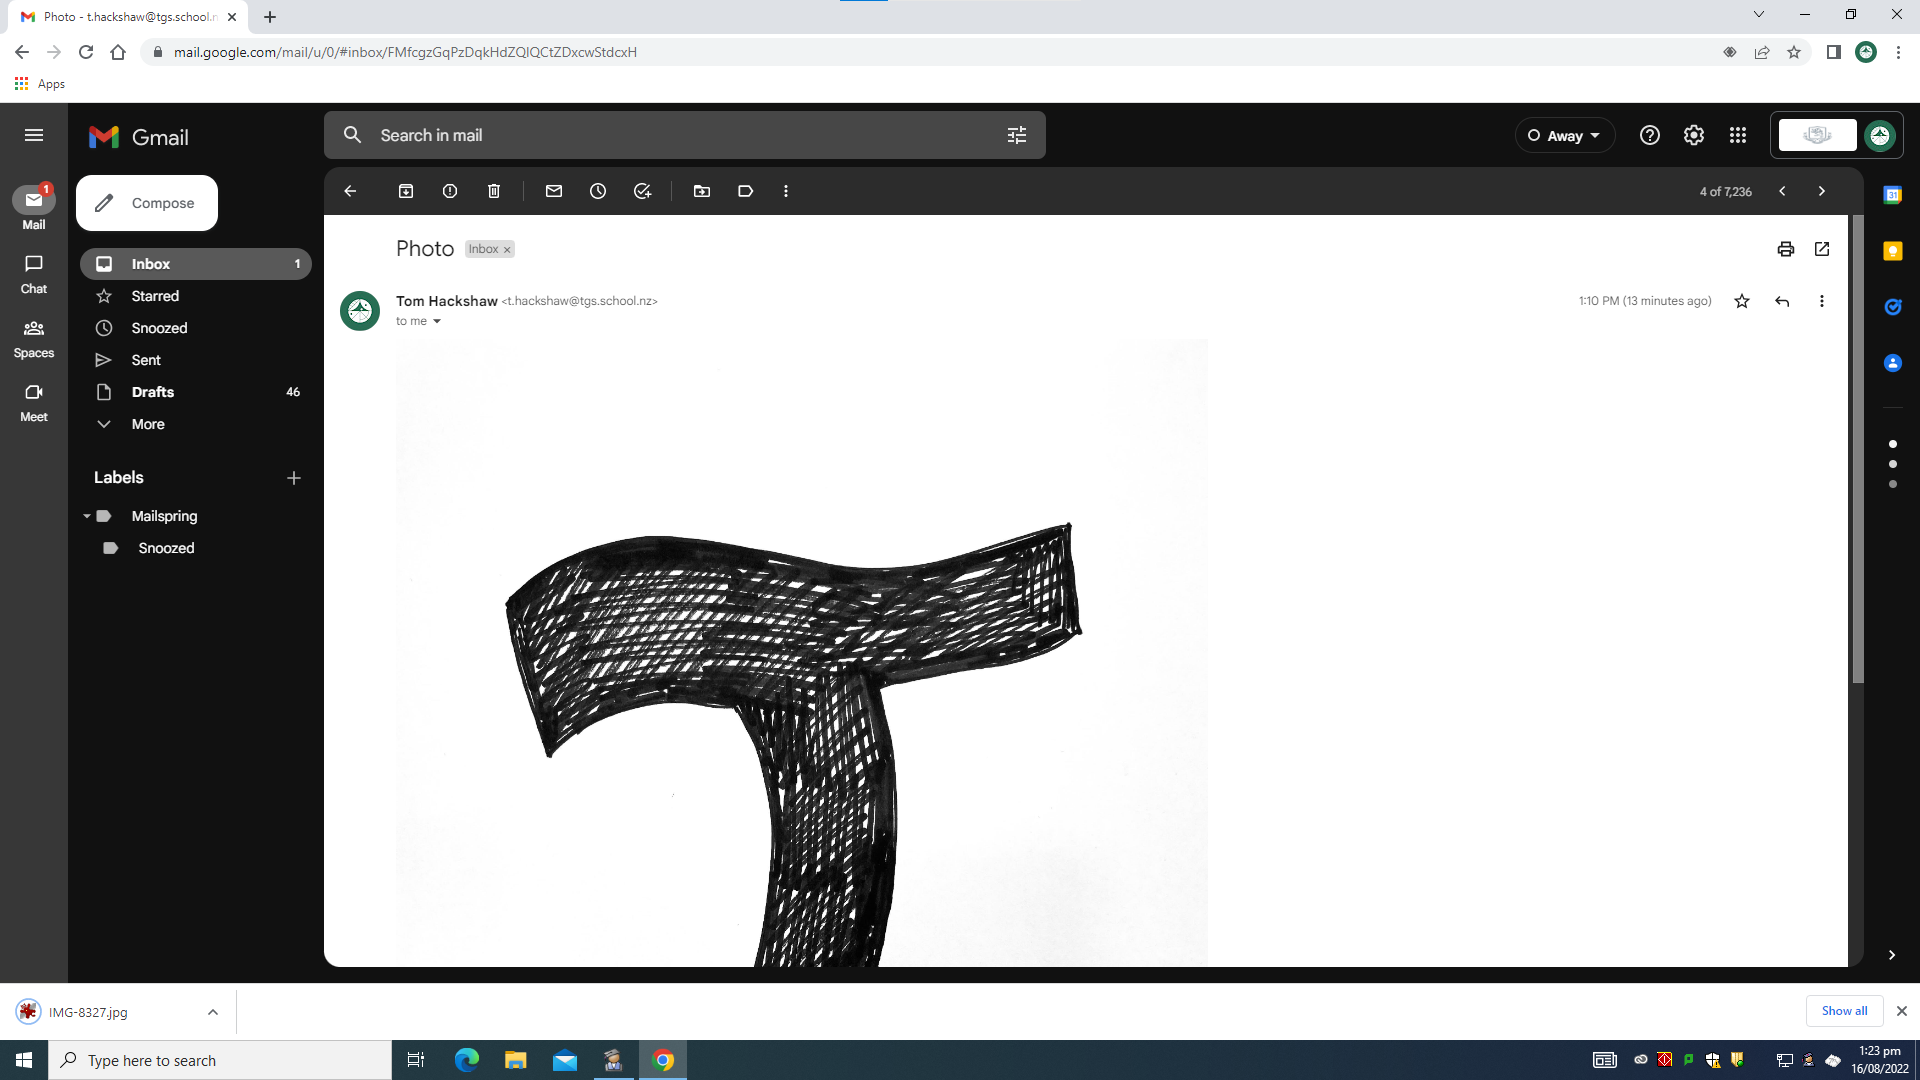 Photo - t.hackshaw@tgs.school.n
mail.google.com/mail/u/0/#inbox/FMfcgzGqPzDqkHdZQlQCtZDxcwStdcxH
Apps
Gmail
Search in mail
Away
1
Mail
Compose
4 of 7,236
31
Chat
Photo
Inbox ×
Inbox 1
Starred
Tom Hackshaw <t.hackshaw@tgs.school.nz>
1:10 PM (13 minutes ago)
to me
Spaces
Snoozed
Sent
Meet
Drafts 46
More
Labels
Mailspring
Snoozed
T
IMG-8327.jpg
Show all
Type here to search
1:23 pm
16/08/2022